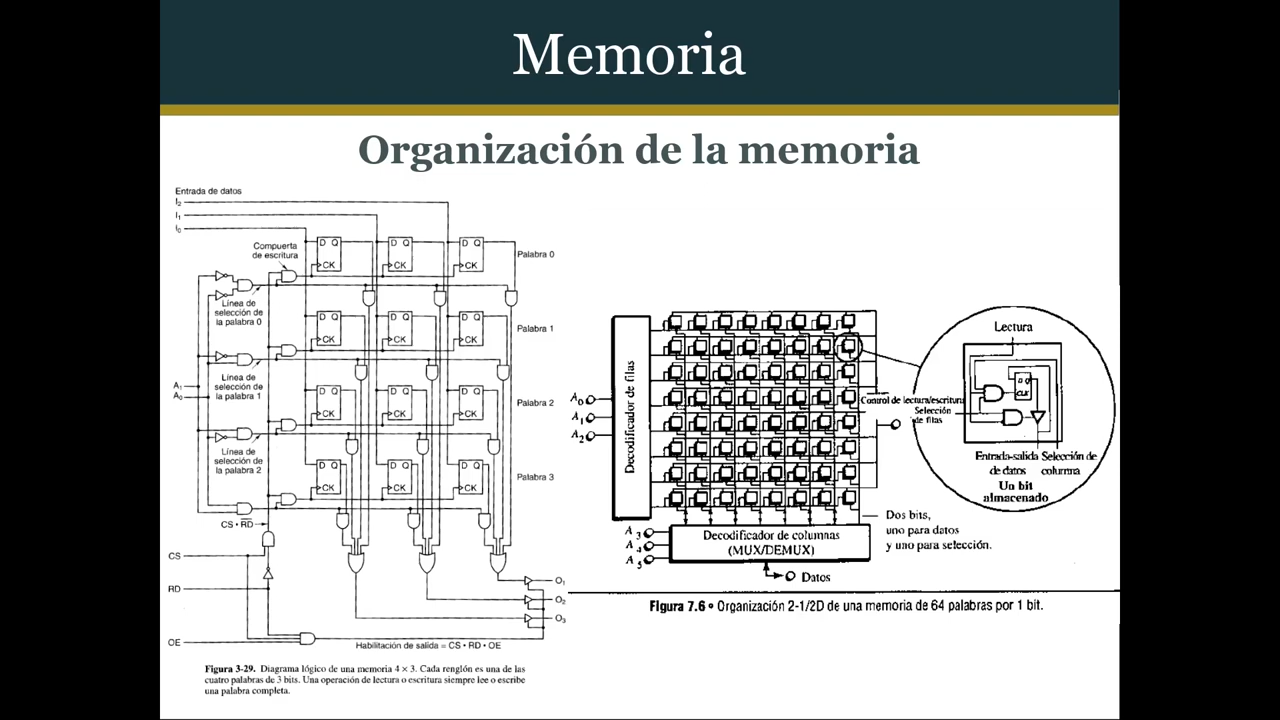 Memoria
Organización de la memoria
Entrada de datos
I2
I1
I0
Compuerta
de escritura
D Q
CK
D Q
CK
D Q
CK
Palabra 0
Línea de
selección de
la palabra 0
D Q
CK
D Q
CK
D Q
CK
Palabra 1
Línea de
selección de
la palabra 1
A1
A0
D Q
CK
D Q
CK
D Q
CK
Palabra 2
Línea de
selección de
la palabra 2
D Q
CK
D Q
CK
D Q
CK
Palabra 3
CS • RD
CS
RD
OE
O1
O2
O3
Habilitación de salida = CS • RD • OE
Figura 3-29. Diagrama lógico de una memoria 4 × 3. Cada renglón es una de las
cuatro palabras de 3 bits. Una operación de lectura o escritura siempre lee o escribe
una palabra completa.
Decodificador de filas
A0
A1
A2
A3
A4
A5
Decodificador de columnas
(MUX/DEMUX)
Datos
Dos bits,
uno para datos
y uno para selección.
Control de lectura/escritura
Selección
de filas
Lectura
D Q
CLK
Entrada-salida
de datos
Selección de
columna
Un bit
almacenado
Figura 7.6 • Organización 2-1/2D de una memoria de 64 palabras por 1 bit.